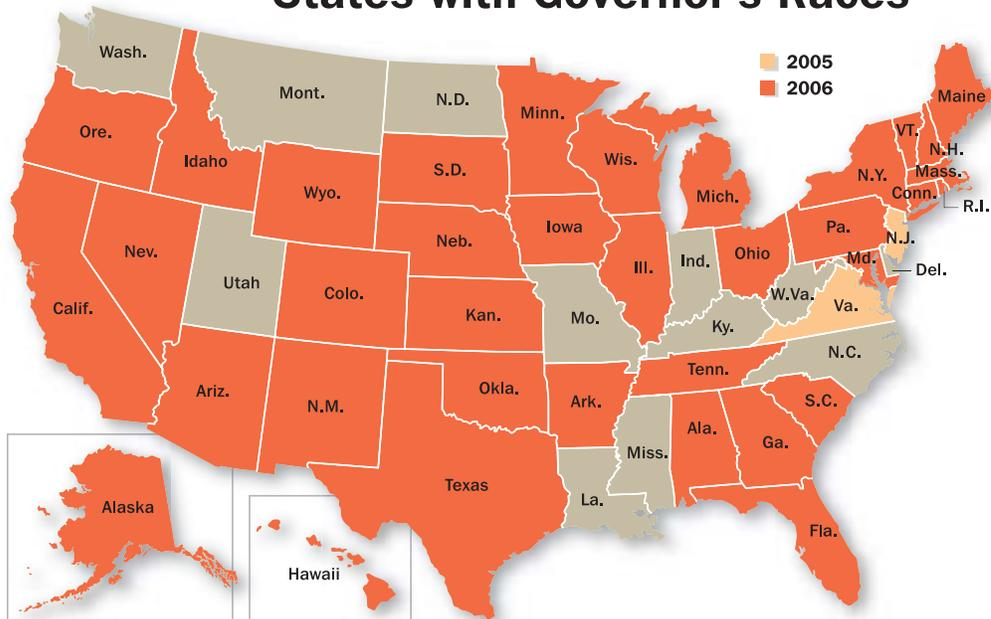 States with Governor's Races
2005
2006
Wash.
Mont.
N.D.
Minn.
Maine
Ore.
Idaho
S.D.
Wis.
VT.
N.H.
Mass.
N.Y.
Conn.
R.I.
Wyo.
Mich.
Nev.
Neb.
Iowa
Pa.
N.J.
Ohio
Ind.
Ill.
Md.
Del.
Utah
Colo.
W.Va.
Va.
Calif.
Kan.
Mo.
Ky.
N.C.
Ariz.
N.M.
Okla.
Ark.
Tenn.
S.C.
Ala.
Ga.
Miss.
Texas
La.
Alaska
Fla.
Hawaii